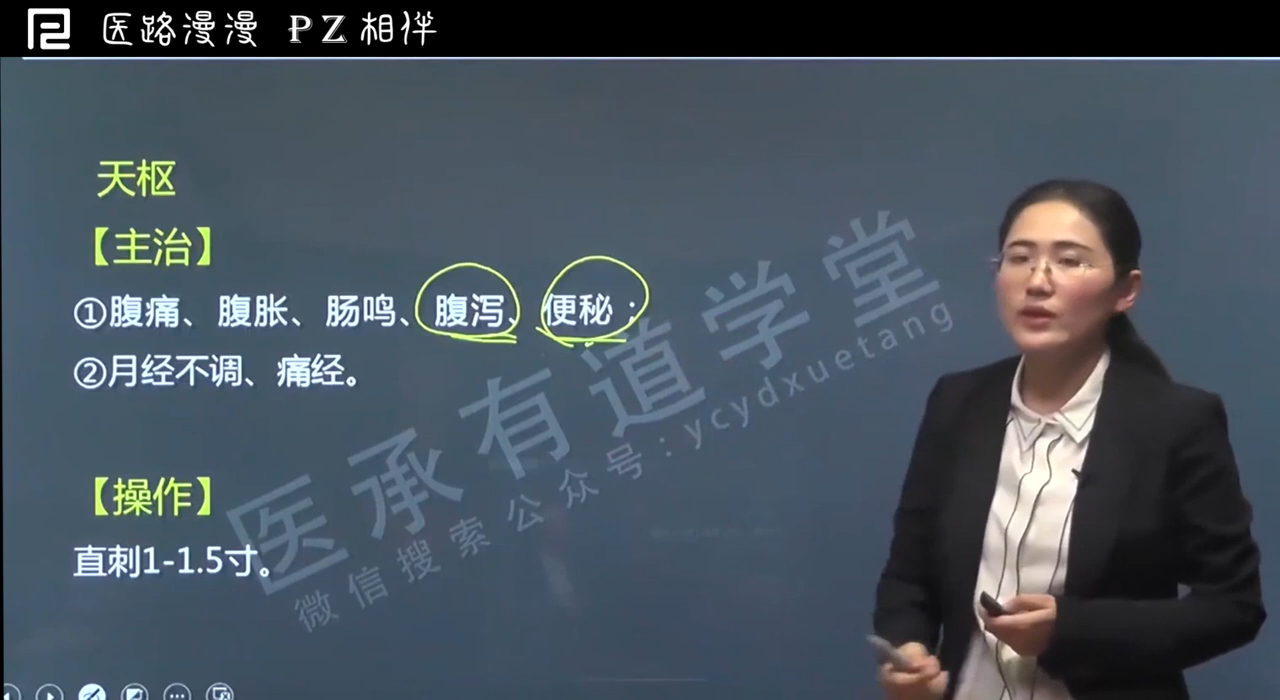 医路漫漫 PZ相伴
天枢
【主治】
①腹痛、腹胀、肠鸣、腹泻、便秘；
②月经不调、痛经。
【操作】
直刺1-1.5寸。
医承有道学堂
微信搜索公众号:ycydxuetang